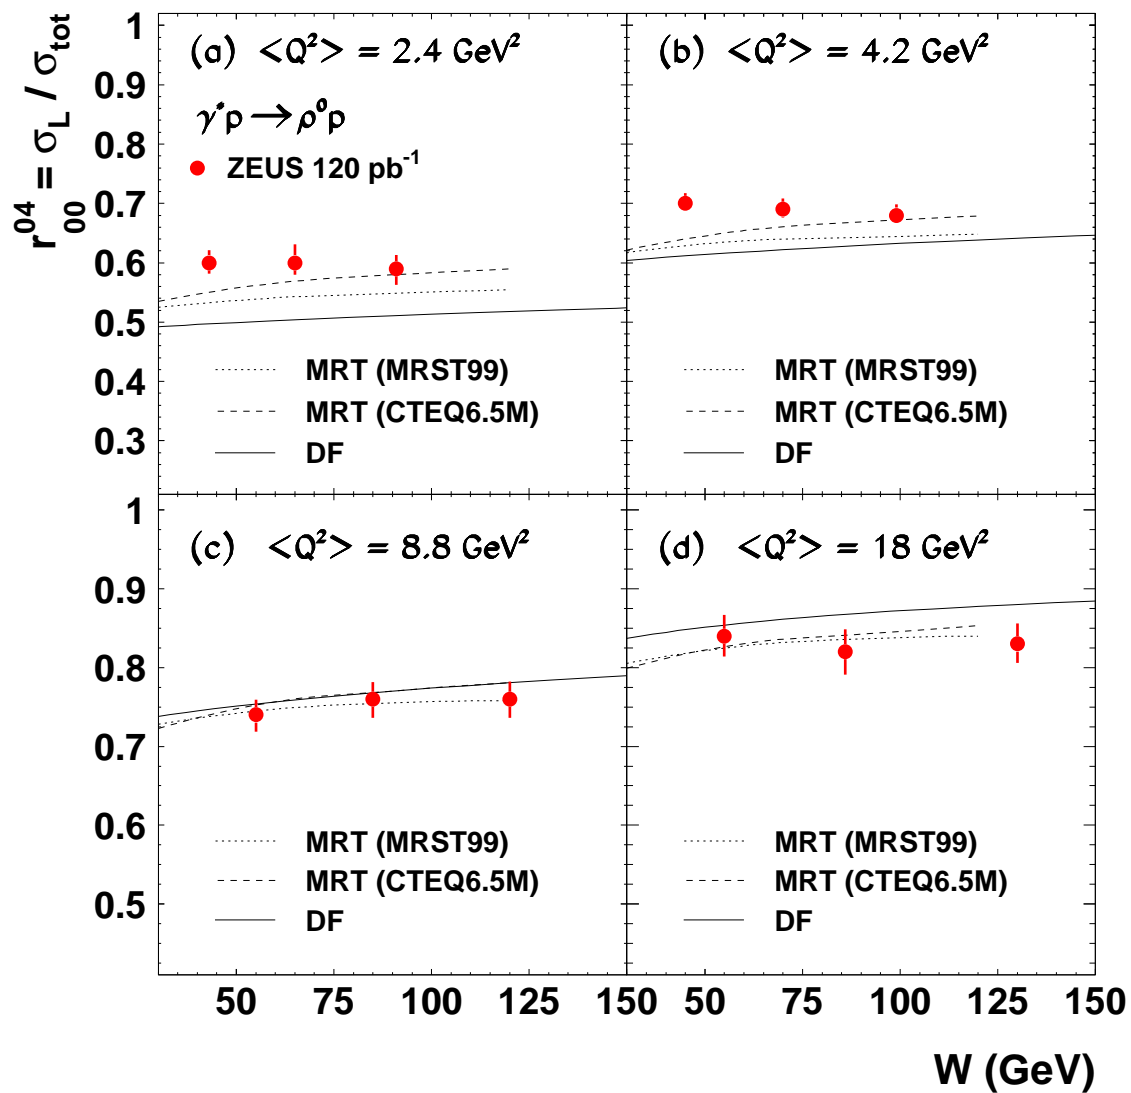 r⁰⁴₀₀ = σ_L / σ_tot
1
0.9
0.8
0.7
0.6
0.5
0.4
0.3
(a) <Q²> = 2.4 GeV²
γ*p → ρ⁰p
ZEUS 120 pb⁻¹
MRT (MRST99)
MRT (CTEQ6.5M)
DF
(b) <Q²> = 4.2 GeV²
MRT (MRST99)
MRT (CTEQ6.5M)
DF
1
0.9
0.8
0.7
0.6
0.5
(c) <Q²> = 8.8 GeV²
MRT (MRST99)
MRT (CTEQ6.5M)
DF
(d) <Q²> = 18 GeV²
MRT (MRST99)
MRT (CTEQ6.5M)
DF
50 75 100 125 150 50 75 100 125 150
W (GeV)